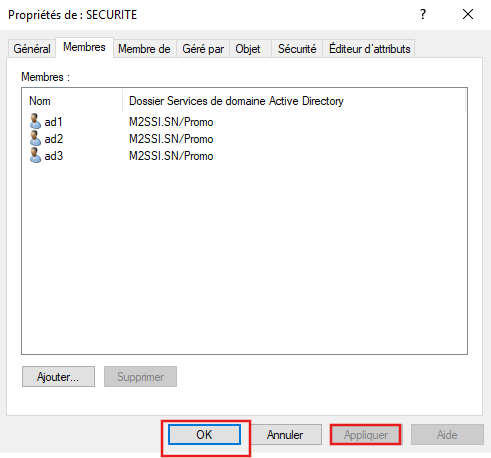 Propriétés de : SECURITE ? ×
Général Membres Membre de Géré par Objet Sécurité Éditeur d'attributs
Membres :
Nom Dossier Services de domaine Active Directory
ad1 M2SSI.SN/Promo
ad2 M2SSI.SN/Promo
ad3 M2SSI.SN/Promo
Ajouter... Supprimer
OK Annuler Appliquer Aide